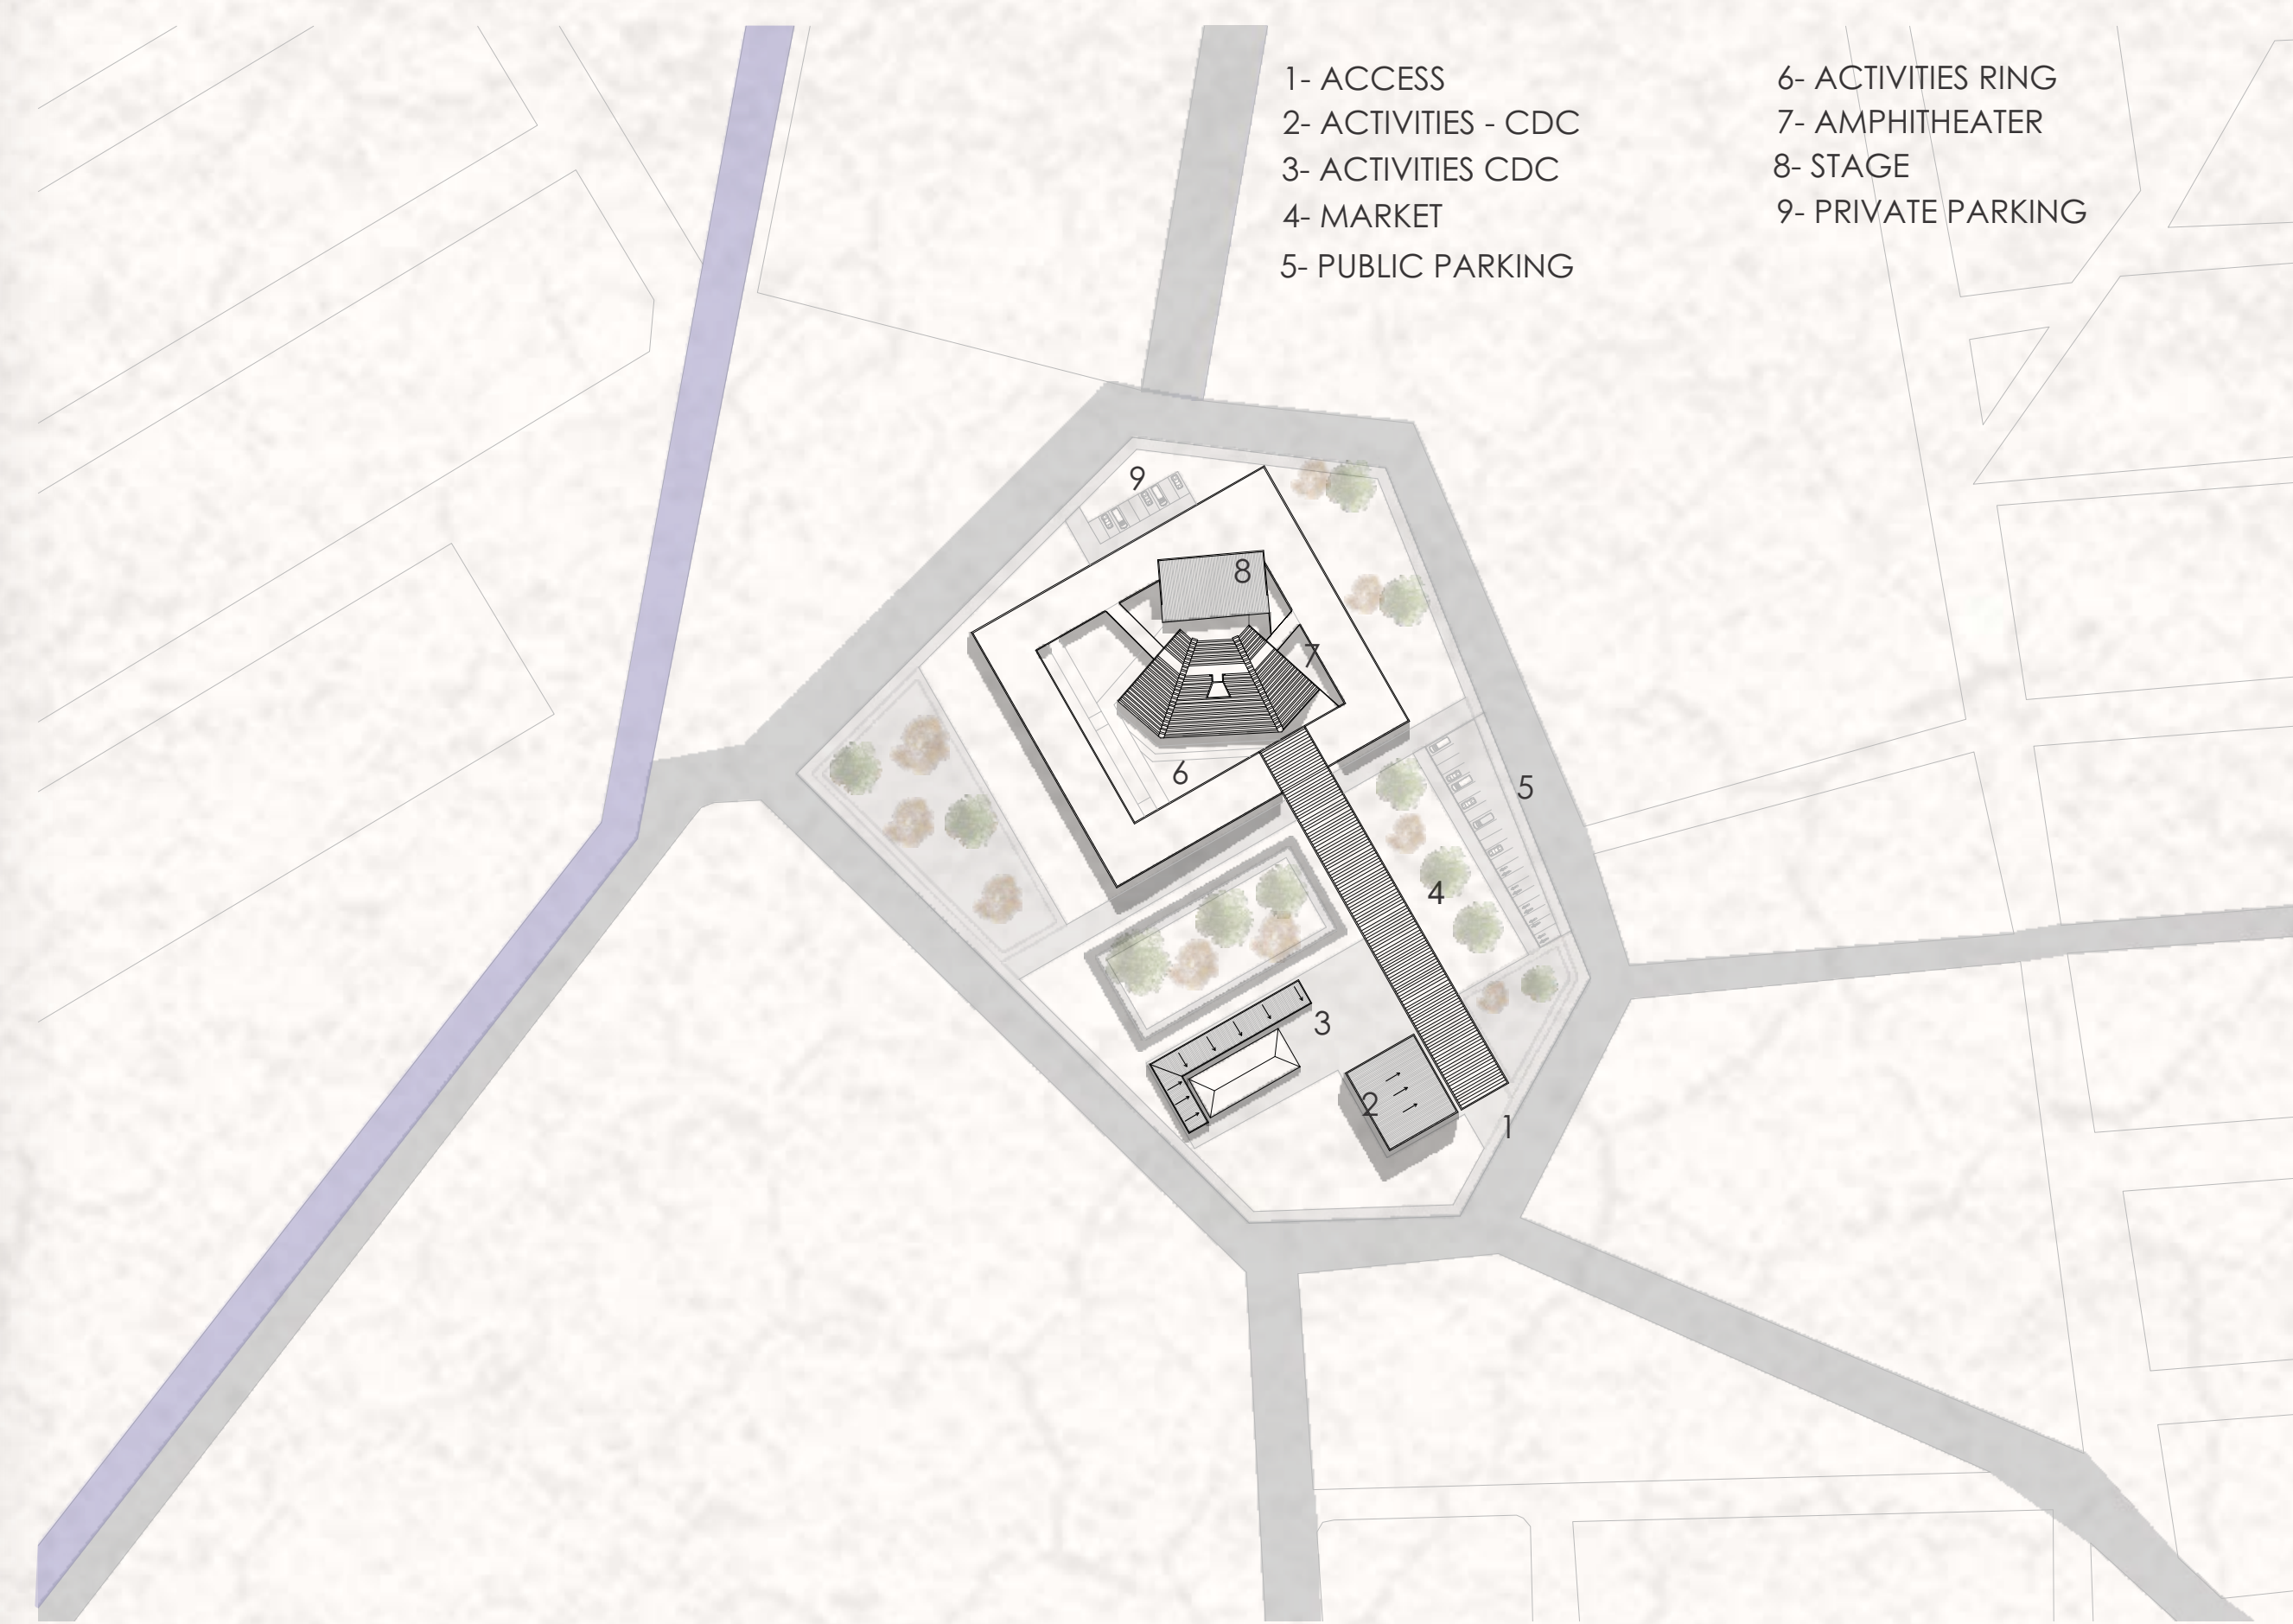 1- ACCESS
2- ACTIVITIES - CDC
3- ACTIVITIES CDC
4- MARKET
5- PUBLIC PARKING
6- ACTIVITIES RING
7- AMPHITHEATER
8- STAGE
9- PRIVATE PARKING
9
8
7
6
5
4
3
2
1